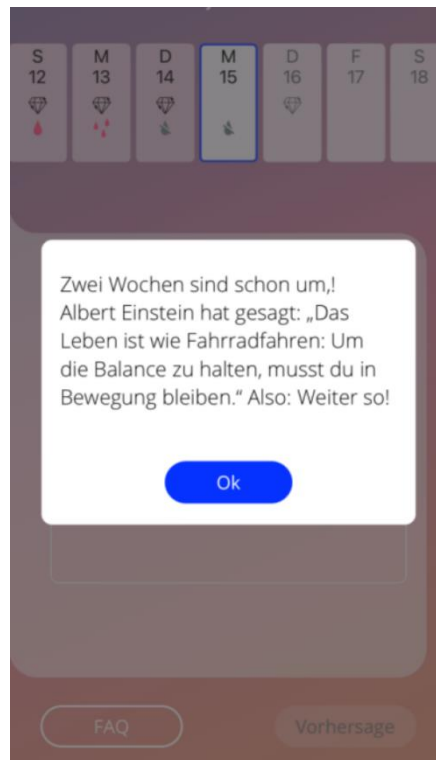 S M D M D F S
12 13 14 15 16 17 18
Zwei Wochen sind schon um,!
Albert Einstein hat gesagt: „Das
Leben ist wie Fahrradfahren: Um
die Balance zu halten, musst du in
Bewegung bleiben.“ Also: Weiter so!
Ok
FAQ
Vorhersage